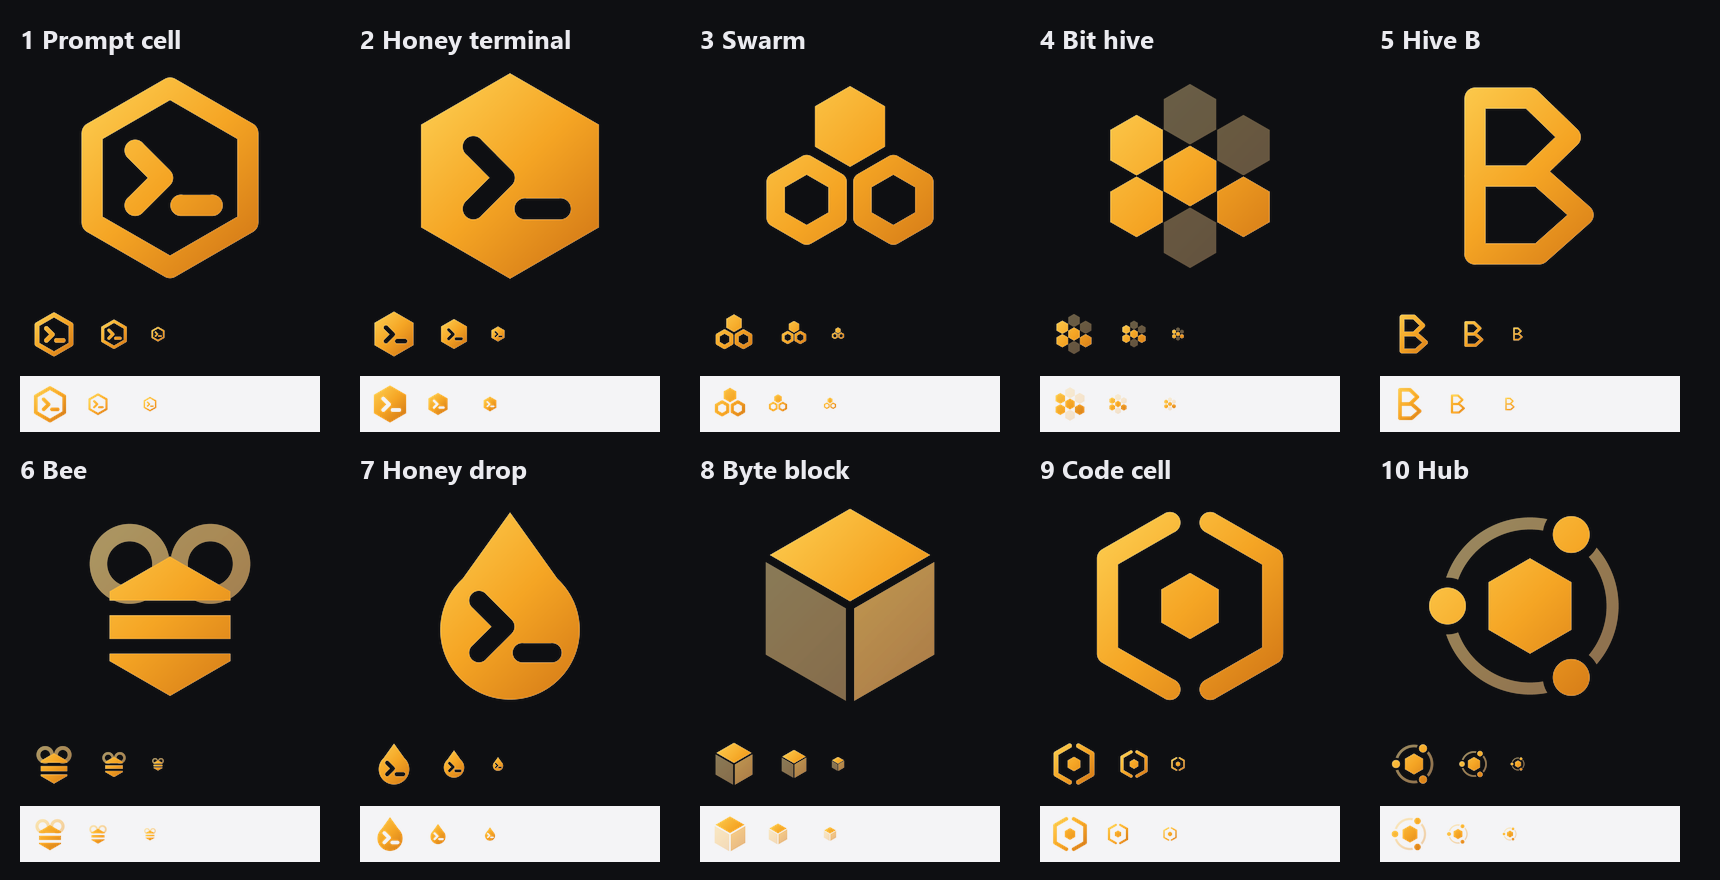 1 Prompt cell
2 Honey terminal
3 Swarm
4 Bit hive
5 Hive B
6 Bee
7 Honey drop
8 Byte block
9 Code cell
10 Hub